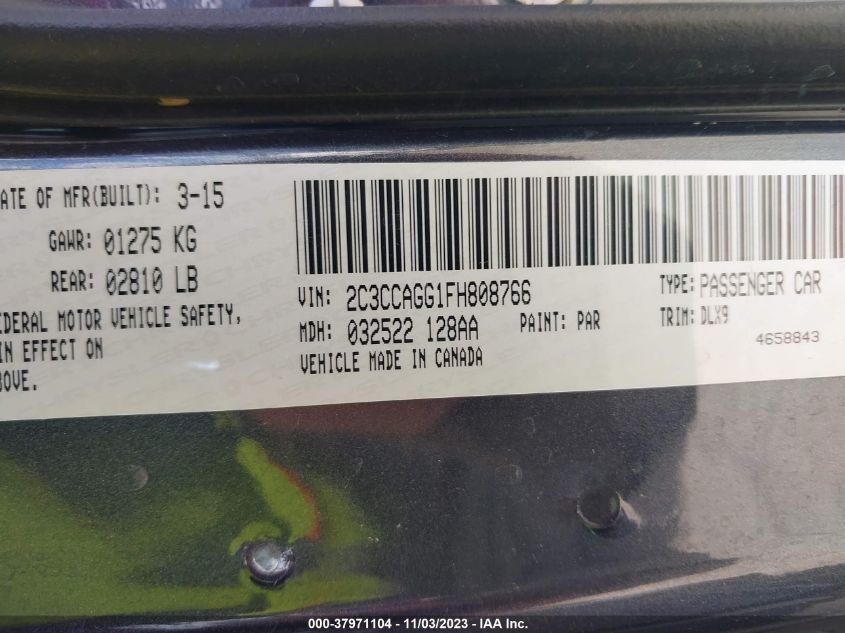 ATE OF MFR(BUILT): 3-15
GAWR: 01275 KG
REAR: 02810 LB
EDERAL MOTOR VEHICLE SAFETY,
IN EFFECT ON
BOVE.
VIN: 2C3CCAGG1FH808766
TYPE: PASSENGER CAR
MDH: 032522 128AA PAINT: PAR TRIM: DLX9
VEHICLE MADE IN CANADA
4658843
000-37971104 - 11/03/2023 - IAA Inc.